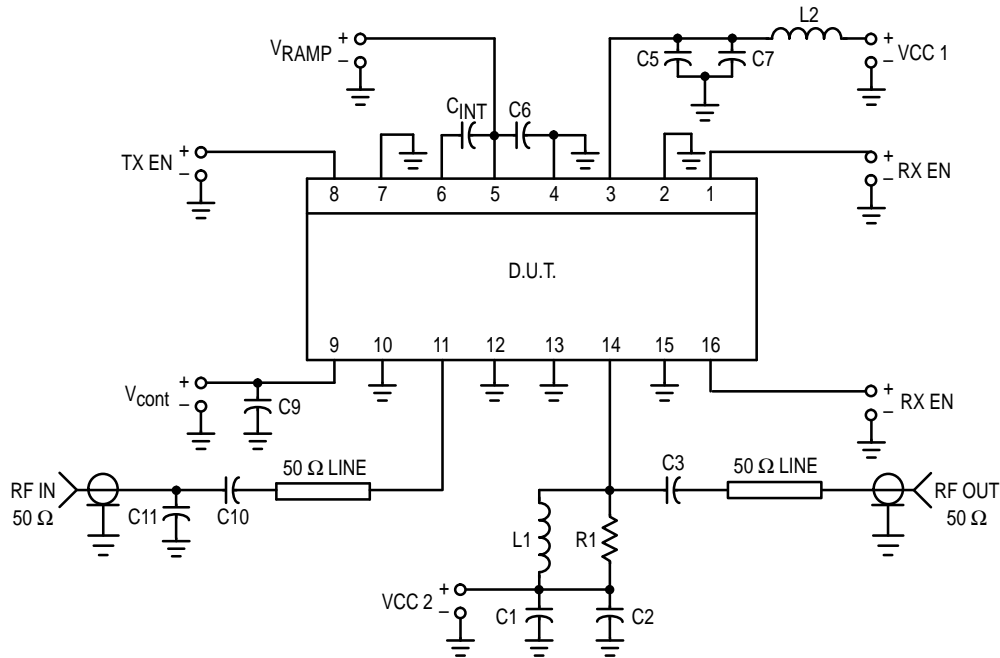 L2
VRAMP
+
–
C5
C7
+
–
VCC 1
CINT
C6
TX EN
+
–
+
–
RX EN
8 7 6 5 4 3 2 1
D.U.T.
9 10 11 12 13 14 15 16
Vcont
+
–
C9
+
–
RX EN
RF IN
50 Ω
C11
C10
50 Ω LINE
C3
50 Ω LINE
RF OUT
50 Ω
L1
R1
VCC 2
+
–
C1
C2